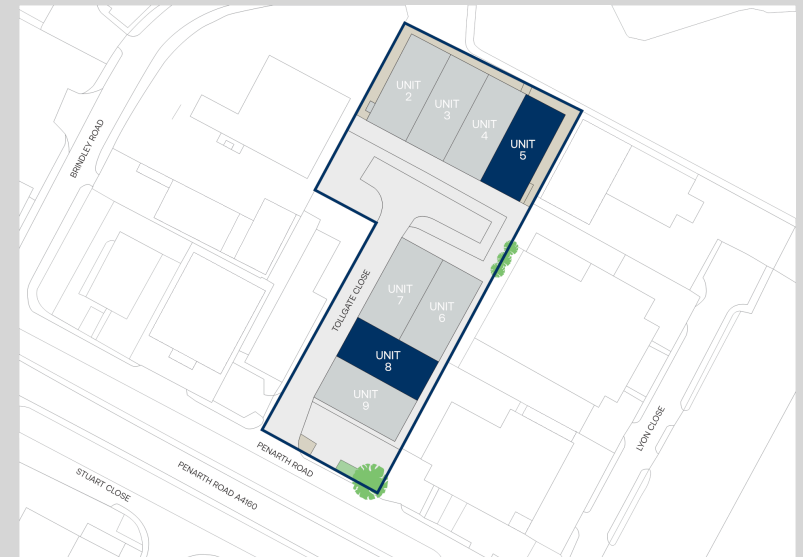 UNIT
2
UNIT
3
UNIT
4
UNIT
5
BRINDLEY ROAD
UNIT
7
UNIT
6
TOLLGATE CLOSE
UNIT
8
UNIT
9
LYON CLOSE
PENARTH ROAD
PENARTH ROAD A4160
STUART CLOSE